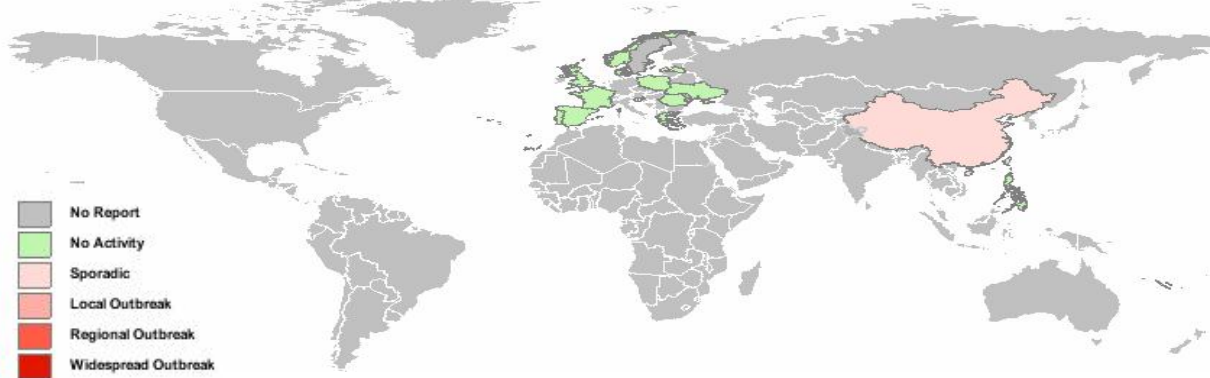 No Report
No Activity
Sporadic
Local Outbreak
Regional Outbreak
Widespread Outbreak